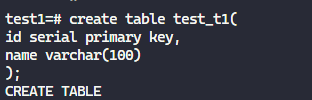 test1=# create table test_t1(
id serial primary key,
name varchar(100)
);
CREATE TABLE